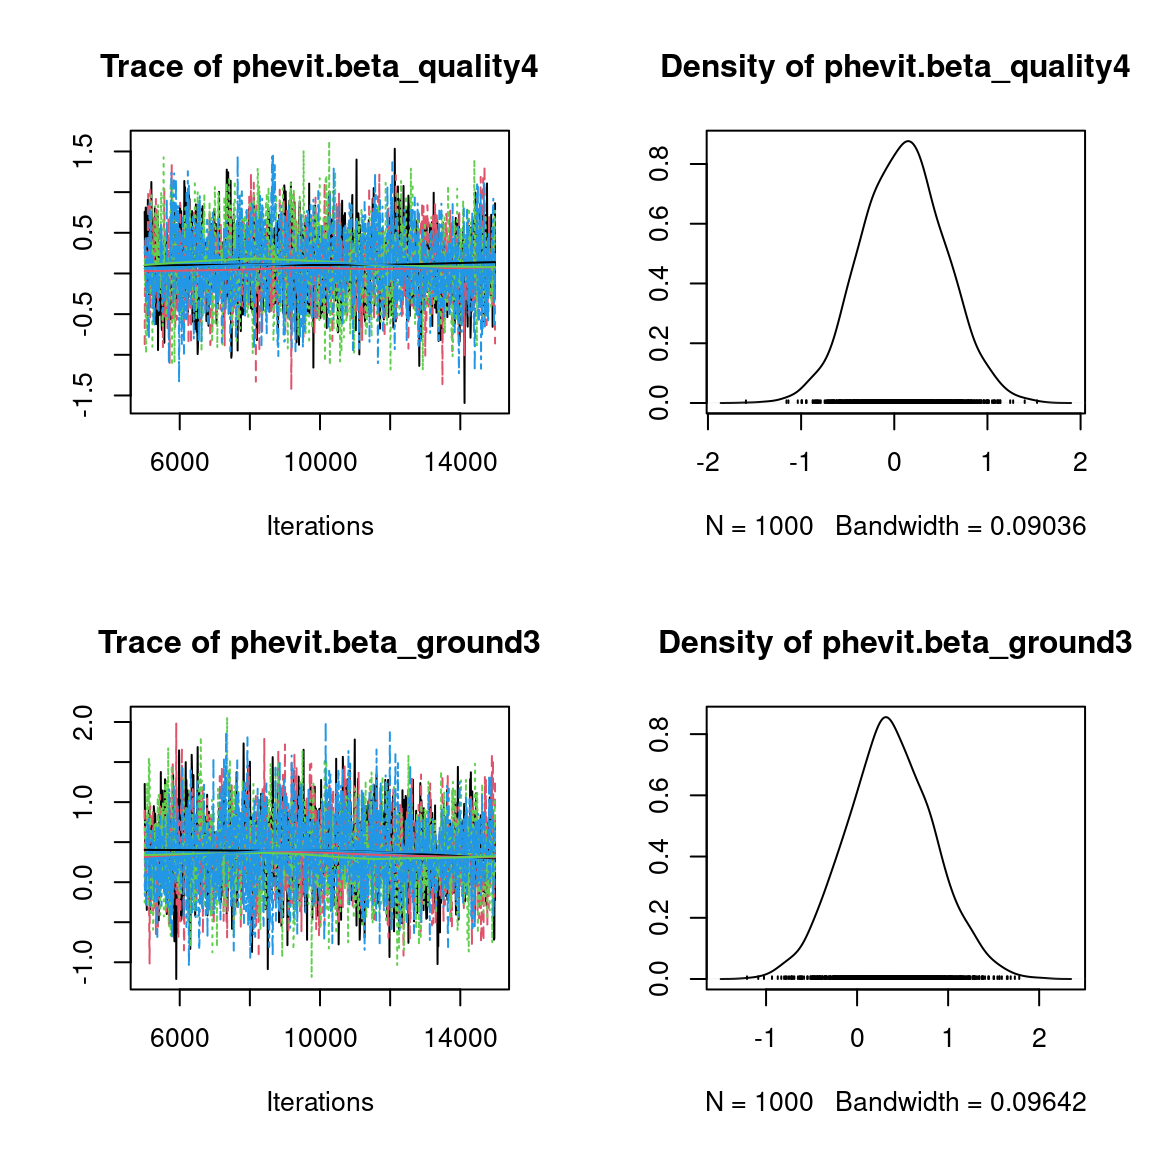 Trace of phevit.beta_quality4
1.5
0.5
-0.5
-1.5
6000 10000 14000
Iterations
Density of phevit.beta_quality4
0.8
0.6
0.4
0.2
0.0
-2 -1 0 1 2
N = 1000 Bandwidth = 0.09036
Trace of phevit.beta_ground3
2.0
1.0
0.0
-1.0
6000 10000 14000
Iterations
Density of phevit.beta_ground3
0.8
0.6
0.4
0.2
0.0
-1 0 1 2
N = 1000 Bandwidth = 0.09642